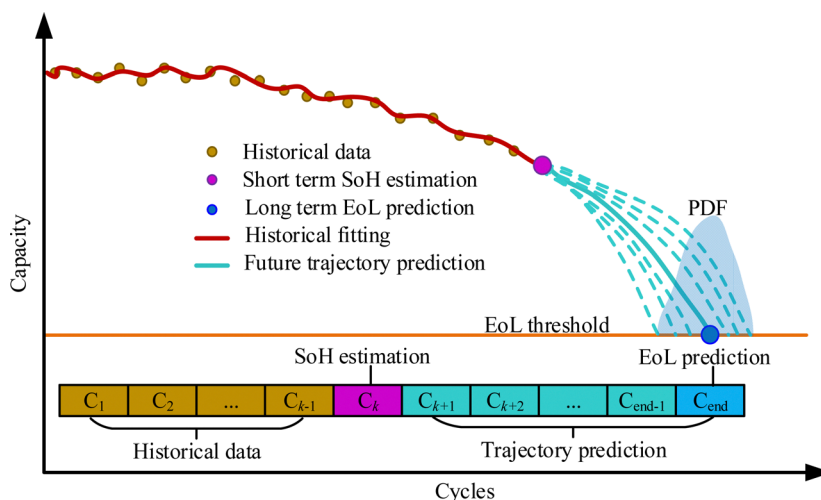 Historical data
Short term SoH estimation
Long term EoL prediction
Historical fitting
Future trajectory prediction
PDF
Capacity
EoL threshold
SoH estimation
EoL prediction
C1 C2 ... Ck-1 Ck Ck+1 Ck+2 ... Cend-1 Cend
Historical data
Trajectory prediction
Cycles